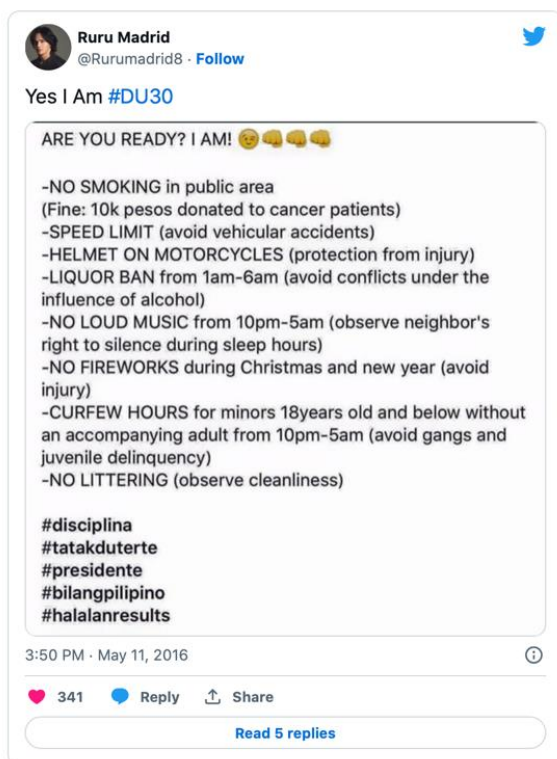 Ruru Madrid
@Rurumadrid8 · Follow
Yes I Am #DU30
ARE YOU READY? I AM! 😉👊👊👊
-NO SMOKING in public area
(Fine: 10k pesos donated to cancer patients)
-SPEED LIMIT (avoid vehicular accidents)
-HELMET ON MOTORCYCLES (protection from injury)
-LIQUOR BAN from 1am-6am (avoid conflicts under the
influence of alcohol)
-NO LOUD MUSIC from 10pm-5am (observe neighbor's
right to silence during sleep hours)
-NO FIREWORKS during Christmas and new year (avoid
injury)
-CURFEW HOURS for minors 18years old and below without
an accompanying adult from 10pm-5am (avoid gangs and
juvenile delinquency)
-NO LITTERING (observe cleanliness)
#disciplina
#tatakduterte
#presidente
#bilangpilipino
#halalanresults
3:50 PM · May 11, 2016
341 Reply Share
Read 5 replies